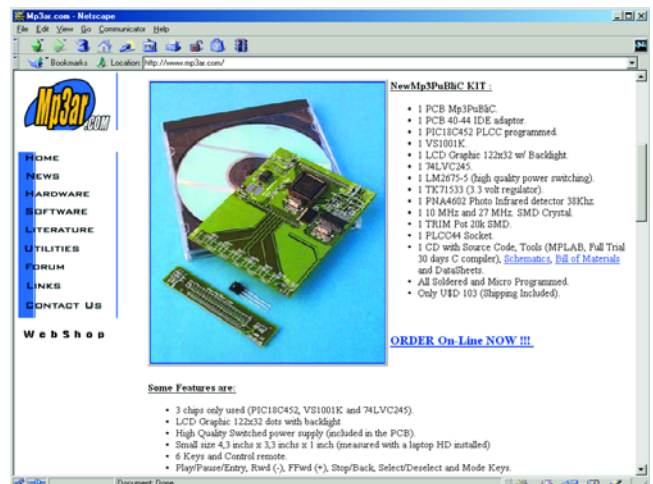 Mp3ar.com - Netscape
File Edit View Go Communicator Help
Bookmarks Location: http://www.mp3ar.com/
Mp3ar.COM
HOME
NEWS
HARDWARE
SOFTWARE
LITERATURE
UTILITIES
FORUM
LINKS
CONTACT US
WebShop
NewMp3PuBliC KIT :
• 1 PCB Mp3PuBliC.
• 1 PCB 40-44 IDE adaptor.
• 1 PIC18C452 PLCC programmed.
• 1 VS1001K.
• 1 LCD Graphic 122x32 w/ Backlight.
• 1 74LVC245.
• 1 LM2675-5 (high quality power switching).
• 1 TK71533 (3.3 volt regulator).
• 1 PNA4602 Photo Infrared detector 38Khz.
• 1 10 MHz and 27 MHz. SMD Crystal.
• 1 TRIM Pot 20k SMD.
• 1 PLCC44 Socket.
• 1 CD with Source Code, Tools (MPLAB, Full Trial
30 days C compiler), Schematics, Bill of Materials
and DataSheets.
• All Soldered and Micro Programmed.
• Only U$D 103 (Shipping Included).
ORDER On-Line NOW !!!
Some Features are:
• 3 chips only used (PIC18C452, VS1001K and 74LVC245).
• LCD Graphic 122x32 dots with backlight
• High Quality Switched power supply (included in the PCB).
• Small size 4,3 inchs x 3,3 inchs x 1 inch (measured with a laptop HD installed)
• 6 Keys and Control remote.
• Play/Pause/Entry, Rwd (-), FFwd (+), Stop/Back, Select/Deselect and Mode Keys.
Document: Done